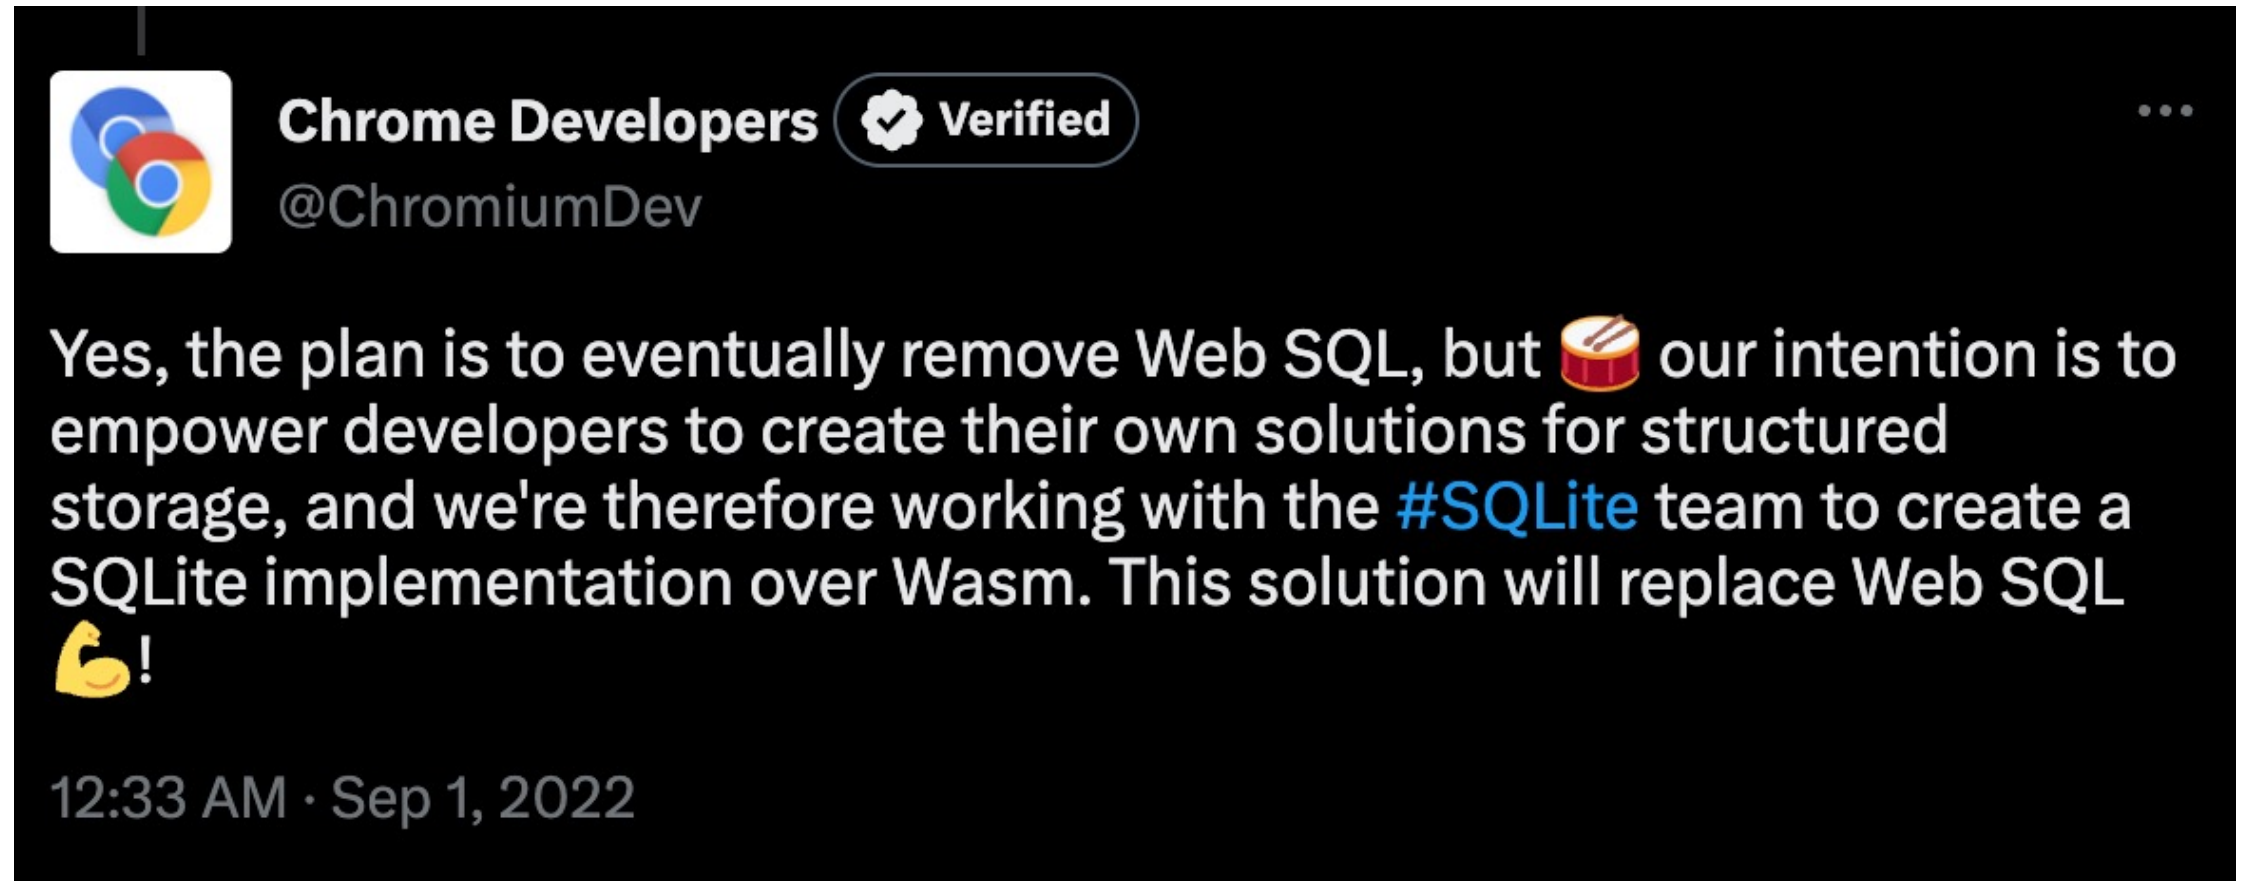 Chrome Developers Verified
@ChromiumDev
Yes, the plan is to eventually remove Web SQL, but 🥁 our intention is to
empower developers to create their own solutions for structured
storage, and we're therefore working with the #SQLite team to create a
SQLite implementation over Wasm. This solution will replace Web SQL
💪!
12:33 AM · Sep 1, 2022